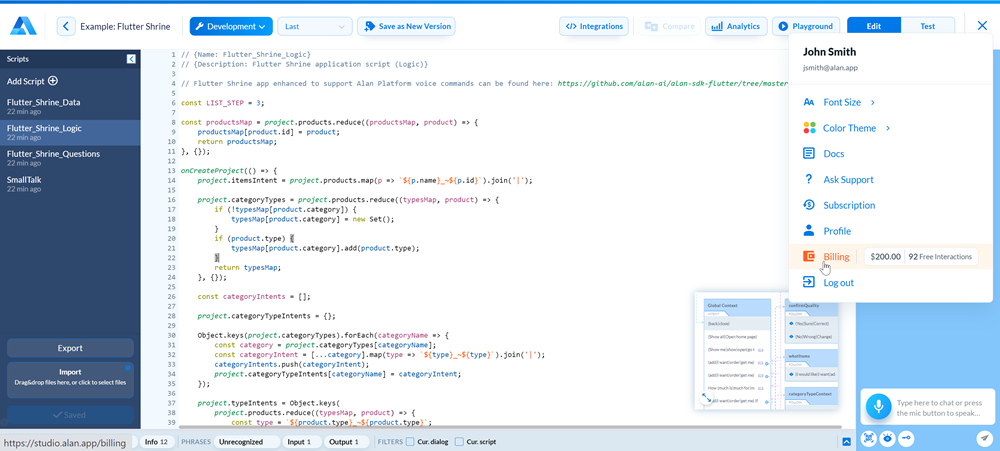 Example: Flutter Shrine
Development
Last
Save as New Version
Integrations
Compare
Analytics
Playground
Edit
Test
Scripts
Add Script
Flutter_Shrine_Data
22 min ago
Flutter_Shrine_Logic
22 min ago
Flutter_Shrine_Questions
22 min ago
SmallTalk
22 min ago
Export
Import
Drag&drop files here, or click to select files
Saved
https://studio.alan.app/billing
1 // {Name: Flutter_Shrine_Logic}
2 // {Description: Flutter Shrine application script (Logic)}
3
4 // Flutter Shrine app enhanced to support Alan Platform voice commands can be found here: https://github.com/alan-ai/alan-sdk-flutter/tree/master
5
6 const LIST_STEP = 3;
7
8 const productsMap = project.products.reduce((productsMap, product) => {
9 productsMap[product.id] = product;
10 return productsMap;
11 }, {});
12
13 onCreateProject(() => {
14 project.itemsIntent = project.products.map(p => `${p.name}_~${p.id}`).join('|');
15
16 project.categoryTypes = project.products.reduce((typesMap, product) => {
17 if (!typesMap[product.category]) {
18 typesMap[product.category] = new Set();
19 }
20 if (product.type) {
21 typesMap[product.category].add(product.type);
22 }
23 return typesMap;
24 }, {});
25
26 const categoryIntents = [];
27
28 project.categoryTypeIntents = {};
29
30 Object.keys(project.categoryTypes).forEach(categoryName => {
31 const category = project.categoryTypes[categoryName];
32 const categoryIntent = [...category].map(type => `${type}_~${type}`).join('|');
33 categoryIntents.push(categoryIntent);
34 project.categoryTypeIntents[categoryName] = categoryIntent;
35 });
36
37 project.typeIntents = Object.keys(
38 project.products.reduce((typesMap, product) => {
39 const type = `${product.type}_~${product.type}`;
John Smith
jsmith@alan.app
Font Size
Color Theme
Docs
Ask Support
Subscription
Profile
Billing $200.00 92 Free Interactions
Log out
Global Context
confirmQuality
(No|Sure|Correct)
(No|Wrong|Change)
whatItems
categoryTypeContext
Type here to chat or press
the mic button to speak...
Info 12
PHRASES
Unrecognized
Input 1
Output 1
FILTERS
Cur. dialog
Cur. script